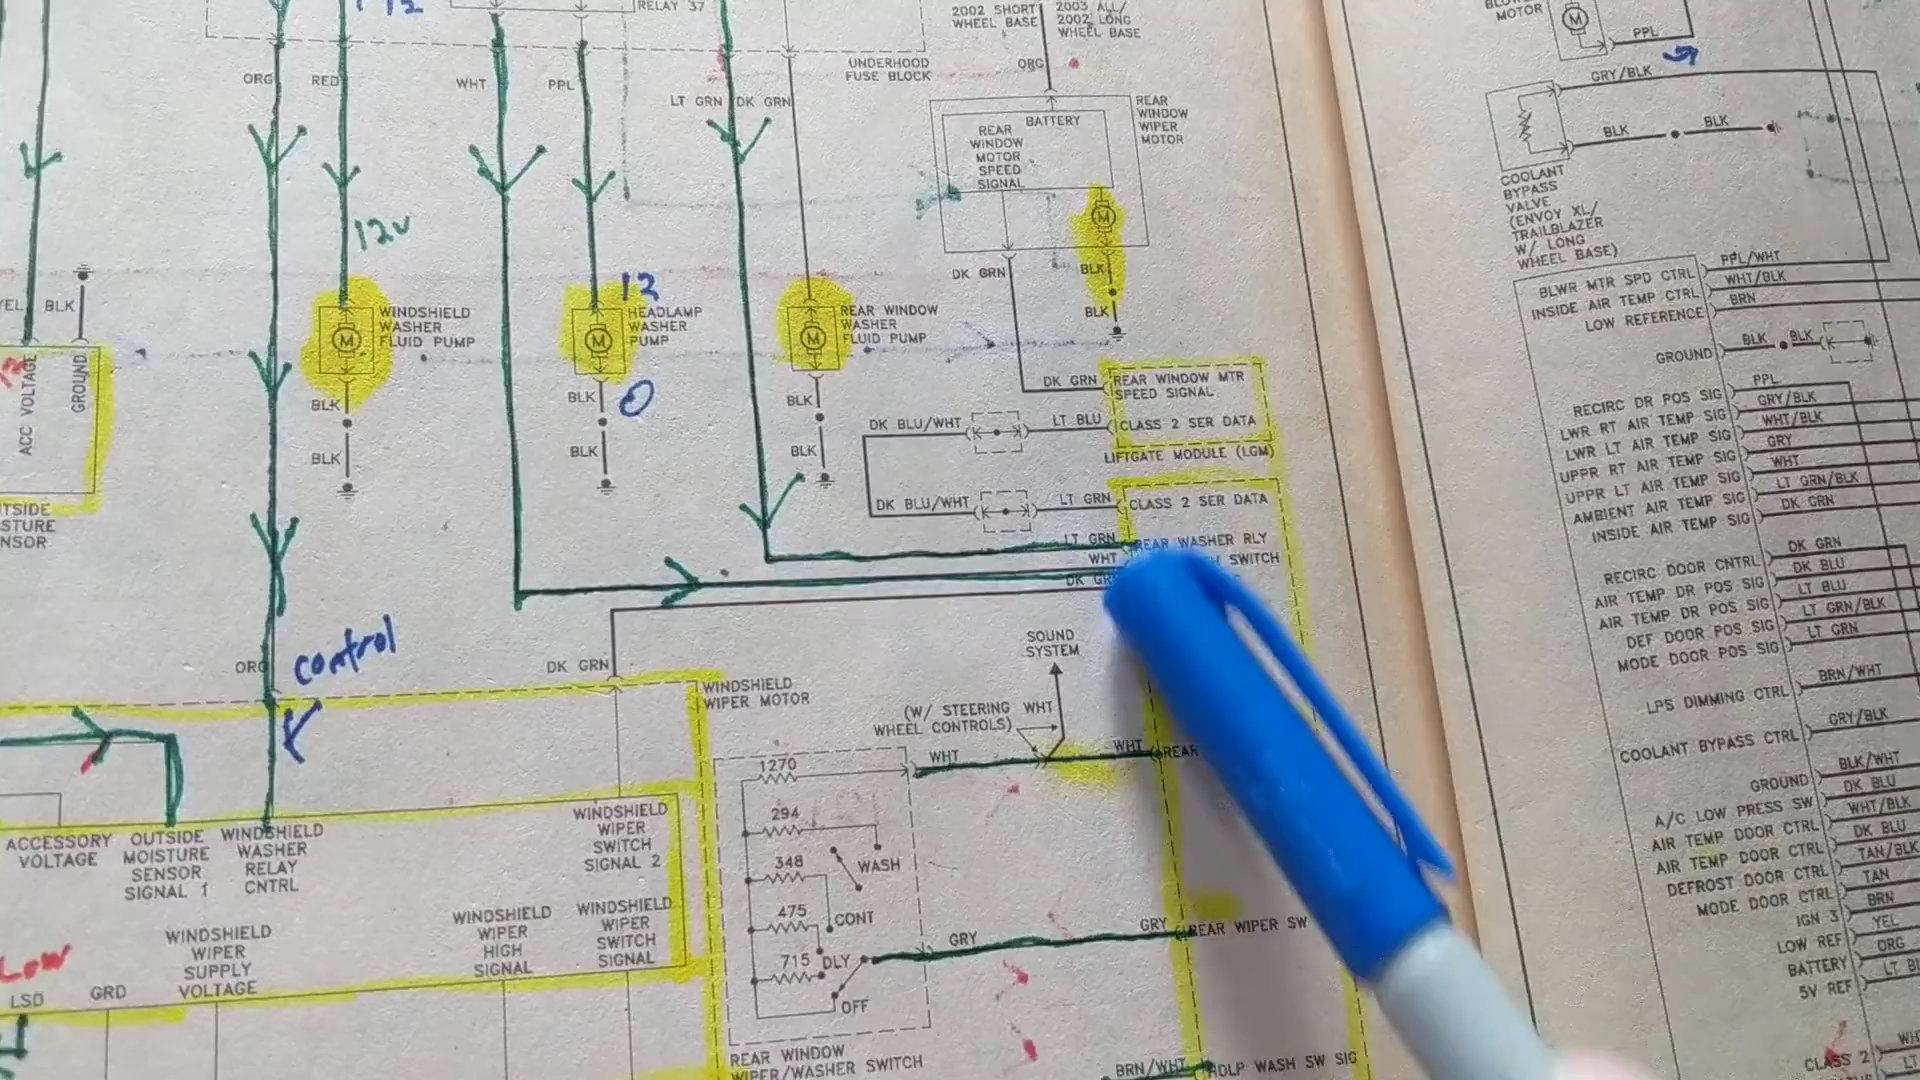 RELAY 37
2002 SHORT
WHEEL BASE
2003 ALL/
2002 LONG
WHEEL BASE
MOTOR
M
PPL
ORG
RED
WHT
PPL
LT GRN
DK GRN
UNDERHOOD
FUSE BLOCK
ORG
GRY/BLK
BLK
BLK
COOLANT
BYPASS
VALVE
(ENVOY XL/
TRAILBLAZER
W/ LONG
WHEEL BASE)
BATTERY
REAR
WINDOW
MOTOR
SPEED
SIGNAL
REAR
WINDOW
WIPER
MOTOR
M
BLK
BLK
DK GRN
12v
12
0
BLK
M
WINDSHIELD
WASHER
FLUID PUMP
M
HEADLAMP
WASHER
PUMP
M
REAR WINDOW
WASHER
FLUID PUMP
BLK
BLK
BLK
BLK
BLK
BLK
ACC VOLTAGE
GROUND
DK GRN
REAR WINDOW MTR
SPEED SIGNAL
DK BLU/WHT
LT BLU
CLASS 2 SER DATA
LIFTGATE MODULE (LGM)
DK BLU/WHT
LT GRN
CLASS 2 SER DATA
LT GRN
REAR WASHER RLY
WHT
SWITCH
DK GRN
SOUND
SYSTEM
ORG
control
DK GRN
WINDSHIELD
WIPER MOTOR
(W/ STEERING
WHEEL CONTROLS)
WHT
WHT
WHT
REAR
1270
294
348
475
715
WASH
CONT
DLY
OFF
GRY
GRY
REAR WIPER SW
REAR WINDOW
WIPER/WASHER SWITCH
BRN/WHT
HDLP WASH SW SIG
ACCESSORY
VOLTAGE
OUTSIDE
MOISTURE
SENSOR
SIGNAL 1
WINDSHIELD
WASHER
RELAY
CNTRL
WINDSHIELD
WIPER
SWITCH
SIGNAL 2
WINDSHIELD
WIPER
SUPPLY
VOLTAGE
WINDSHIELD
WIPER
HIGH
SIGNAL
WINDSHIELD
WIPER
SWITCH
SIGNAL
Low
LSD
GRD
BLWR MTR SPD CTRL
PPL/WHT
INSIDE AIR TEMP CTRL
WHT/BLK
LOW REFERENCE
BRN
GROUND
BLK
BLK
RECIRC DR POS SIG
PPL
LWR RT AIR TEMP SIG
GRY/BLK
LWR LT AIR TEMP SIG
WHT/BLK
UPPR RT AIR TEMP SIG
GRY
UPPR LT AIR TEMP SIG
WHT
AMBIENT AIR TEMP SIG
LT GRN/BLK
INSIDE AIR TEMP SIG
DK GRN
RECIRC DOOR CNTRL
DK GRN
AIR TEMP DR POS SIG
DK BLU
AIR TEMP DR POS SIG
LT BLU
DEF DOOR POS SIG
LT GRN/BLK
MODE DOOR POS SIG
LT GRN
LPS DIMMING CTRL
BRN/WHT
COOLANT BYPASS CTRL
GRY/BLK
GROUND
BLK/WHT
A/C LOW PRESS SW
DK BLU
AIR TEMP DOOR CTRL
WHT/BLK
AIR TEMP DOOR CTRL
DK BLU
DEFROST DOOR CTRL
TAN/BLK
MODE DOOR CTRL
TAN
IGN 3
BRN
LOW REF
YEL
BATTERY
ORG
5V REF
CLASS 2